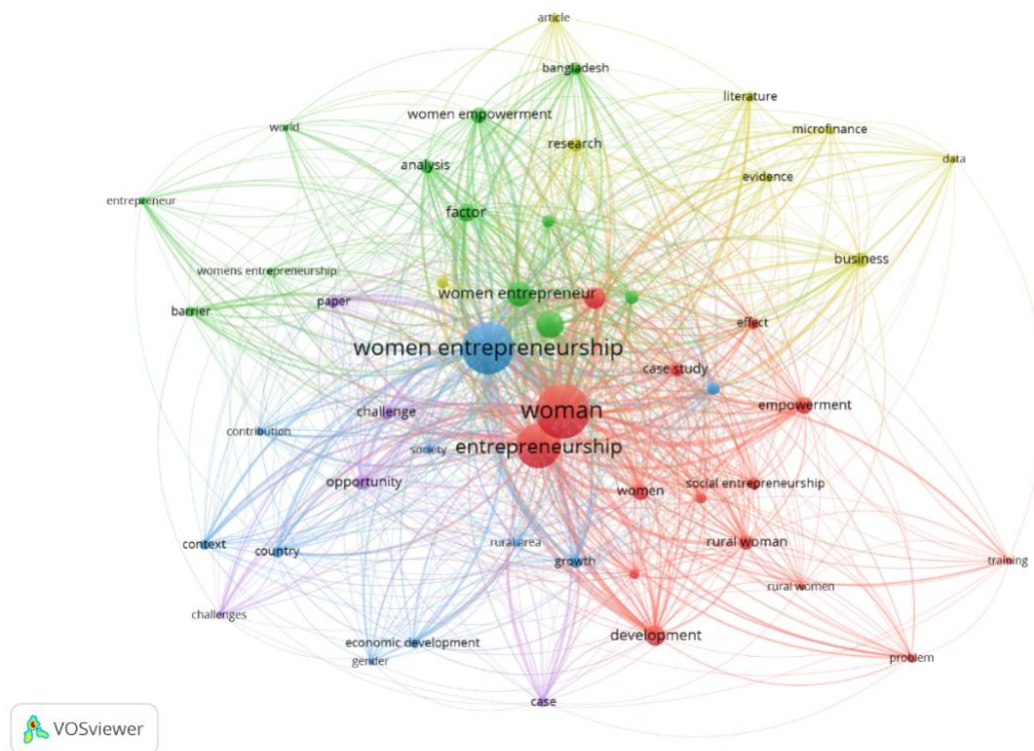 article
bangladesh
literature
women empowerment
world
microfinance
research
data
analysis
evidence
entrepreneur
factor
business
womens entrepreneurship
women entrepreneur
paper
barrier
effect
women entrepreneurship
case study
empowerment
challenge
woman
contribution
entrepreneurship
society
opportunity
social entrepreneurship
women
rural area
rural woman
context
country
growth
training
rural women
challenges
development
economic development
gender
problem
case
VOSviewer